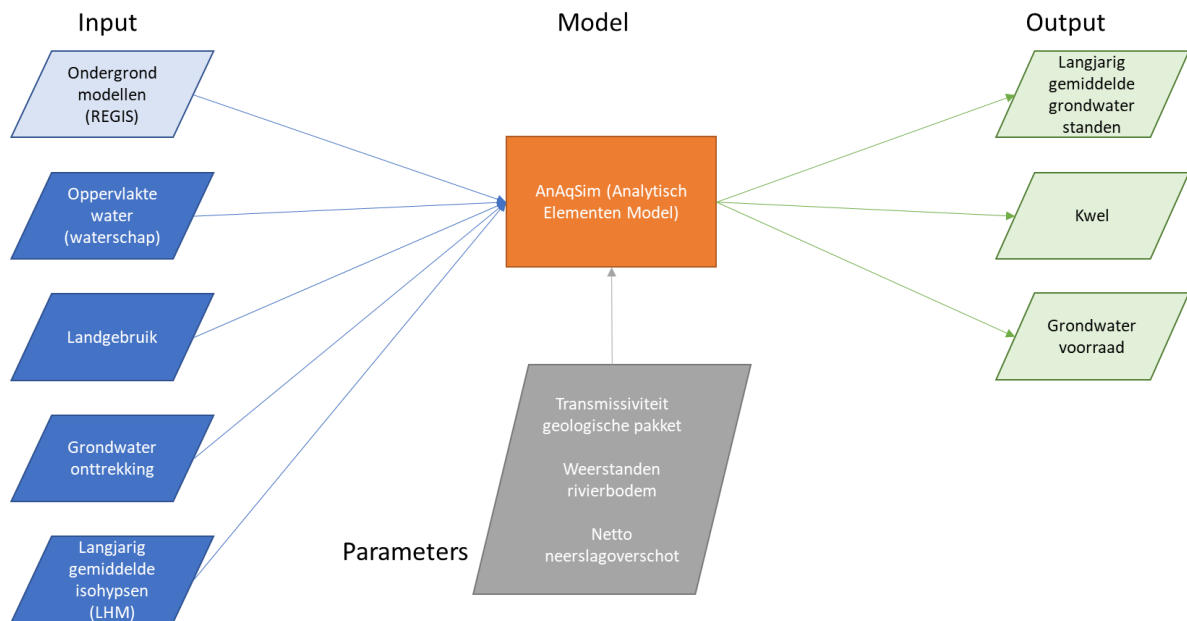 Input
Model
Output
Ondergrond
modellen
(REGIS)
Oppervlakte
water
(waterschap)
Landgebruik
Grondwater
onttrekking
Langjarig
gemiddelde
isohypsen
(LHM)
AnAqSim (Analytisch
Elementen Model)
Parameters
Transmissiviteit
geologische pakket
Weerstanden
rivierbodem
Netto
neerslagoverschot
Langjarig
gemiddelde
grondwater
standen
Kwel
Grondwater
voorraad